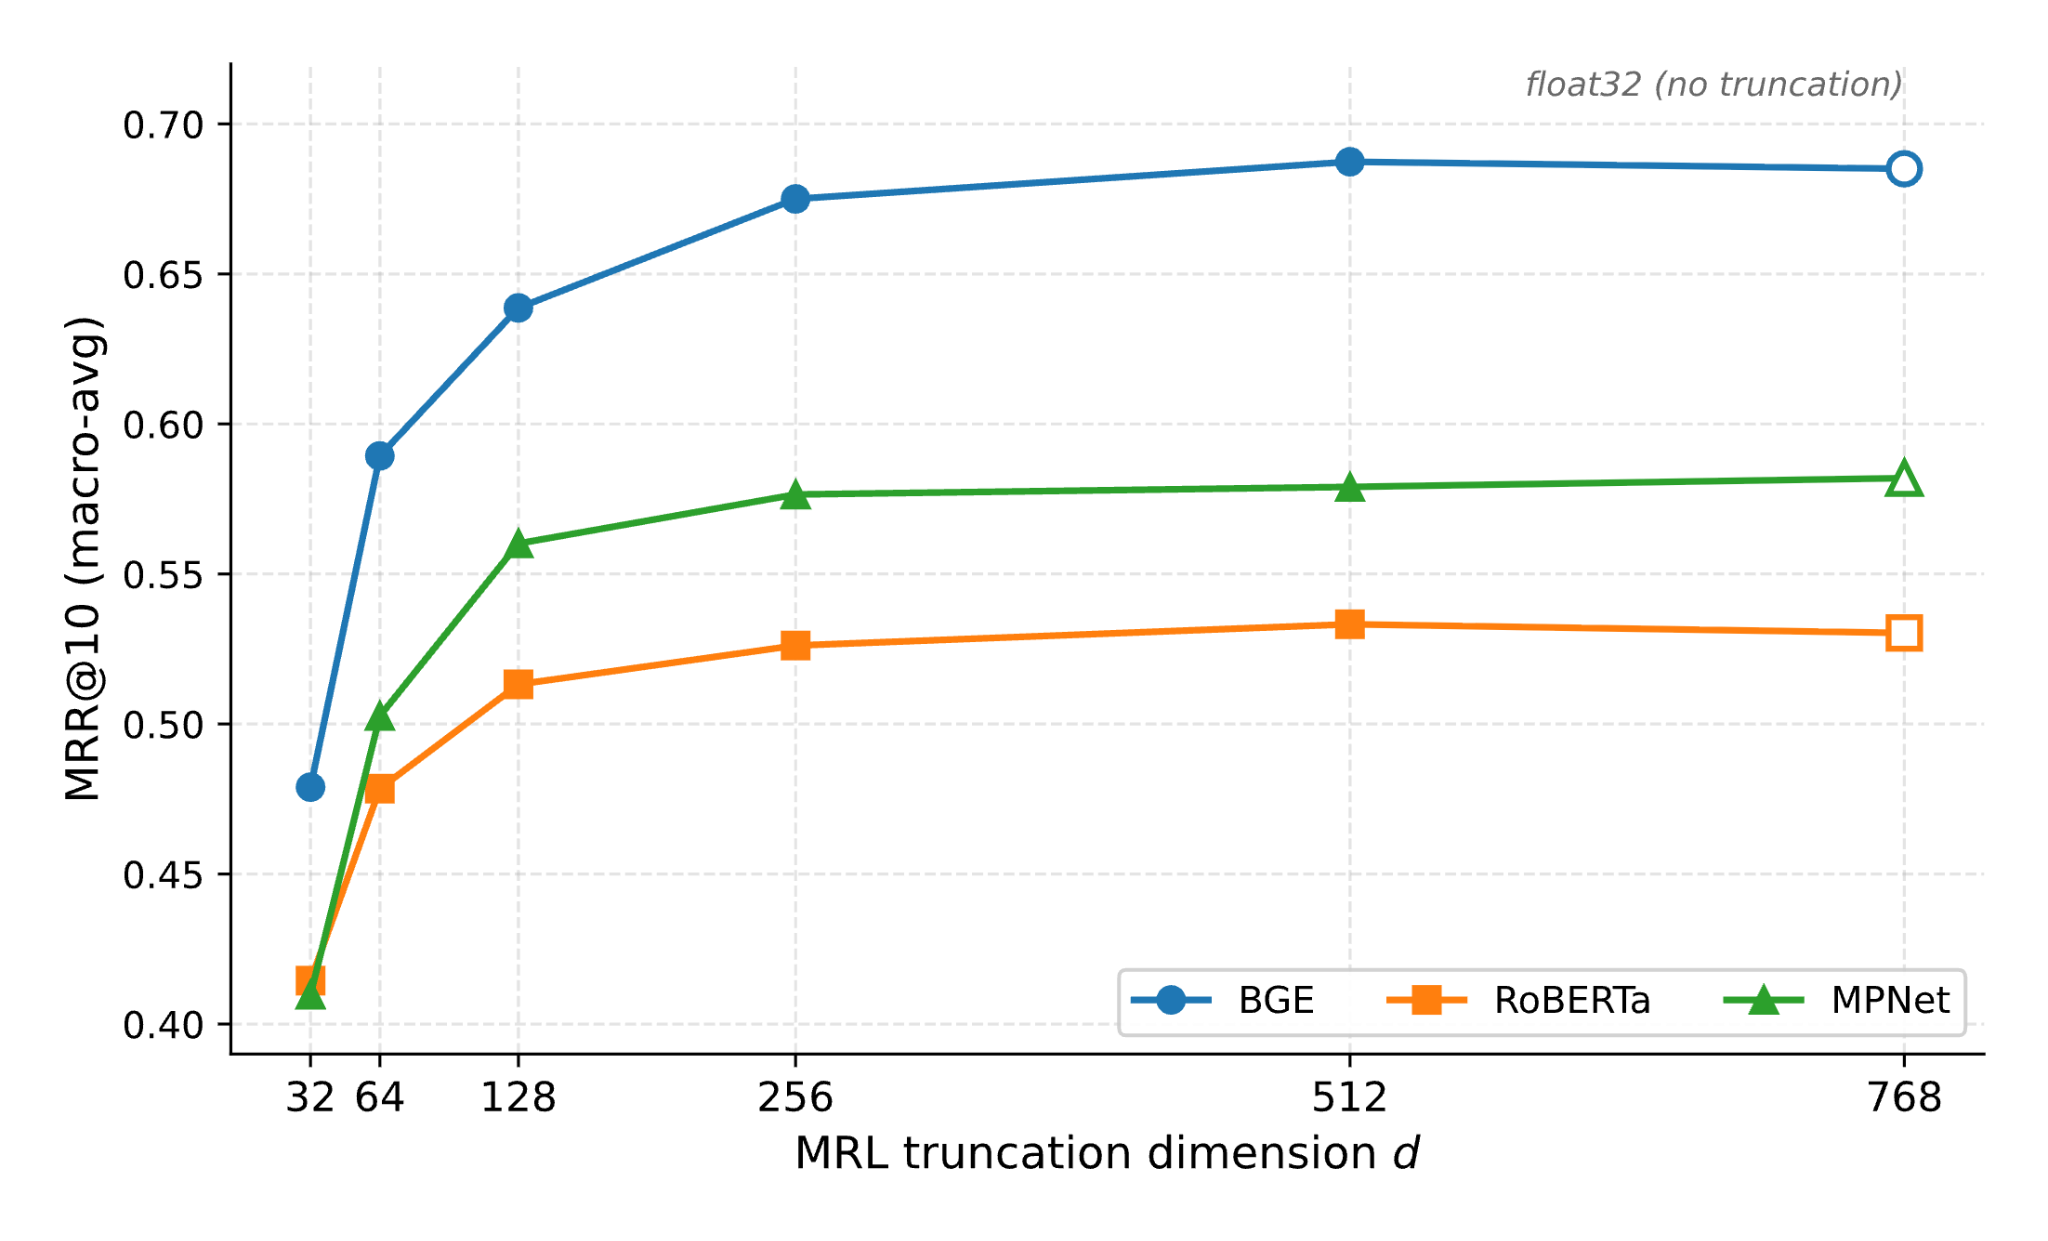 float32 (no truncation)
0.70
0.65
0.60
0.55
0.50
0.45
0.40
MRR@10 (macro-avg)
BGE RoBERTa MPNet
32 64 128 256 512 768
MRL truncation dimension d